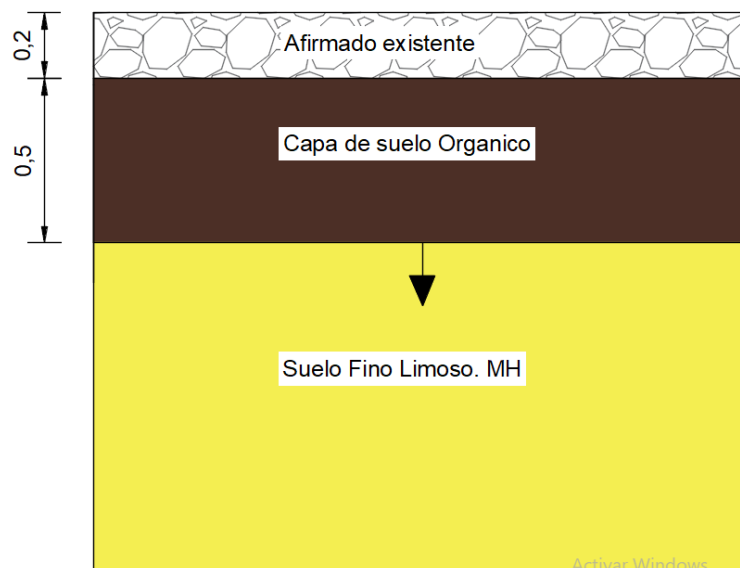 0,2
Afirmado existente
0,5
Capa de suelo Organico
Suelo Fino Limoso. MH
Activar Windows